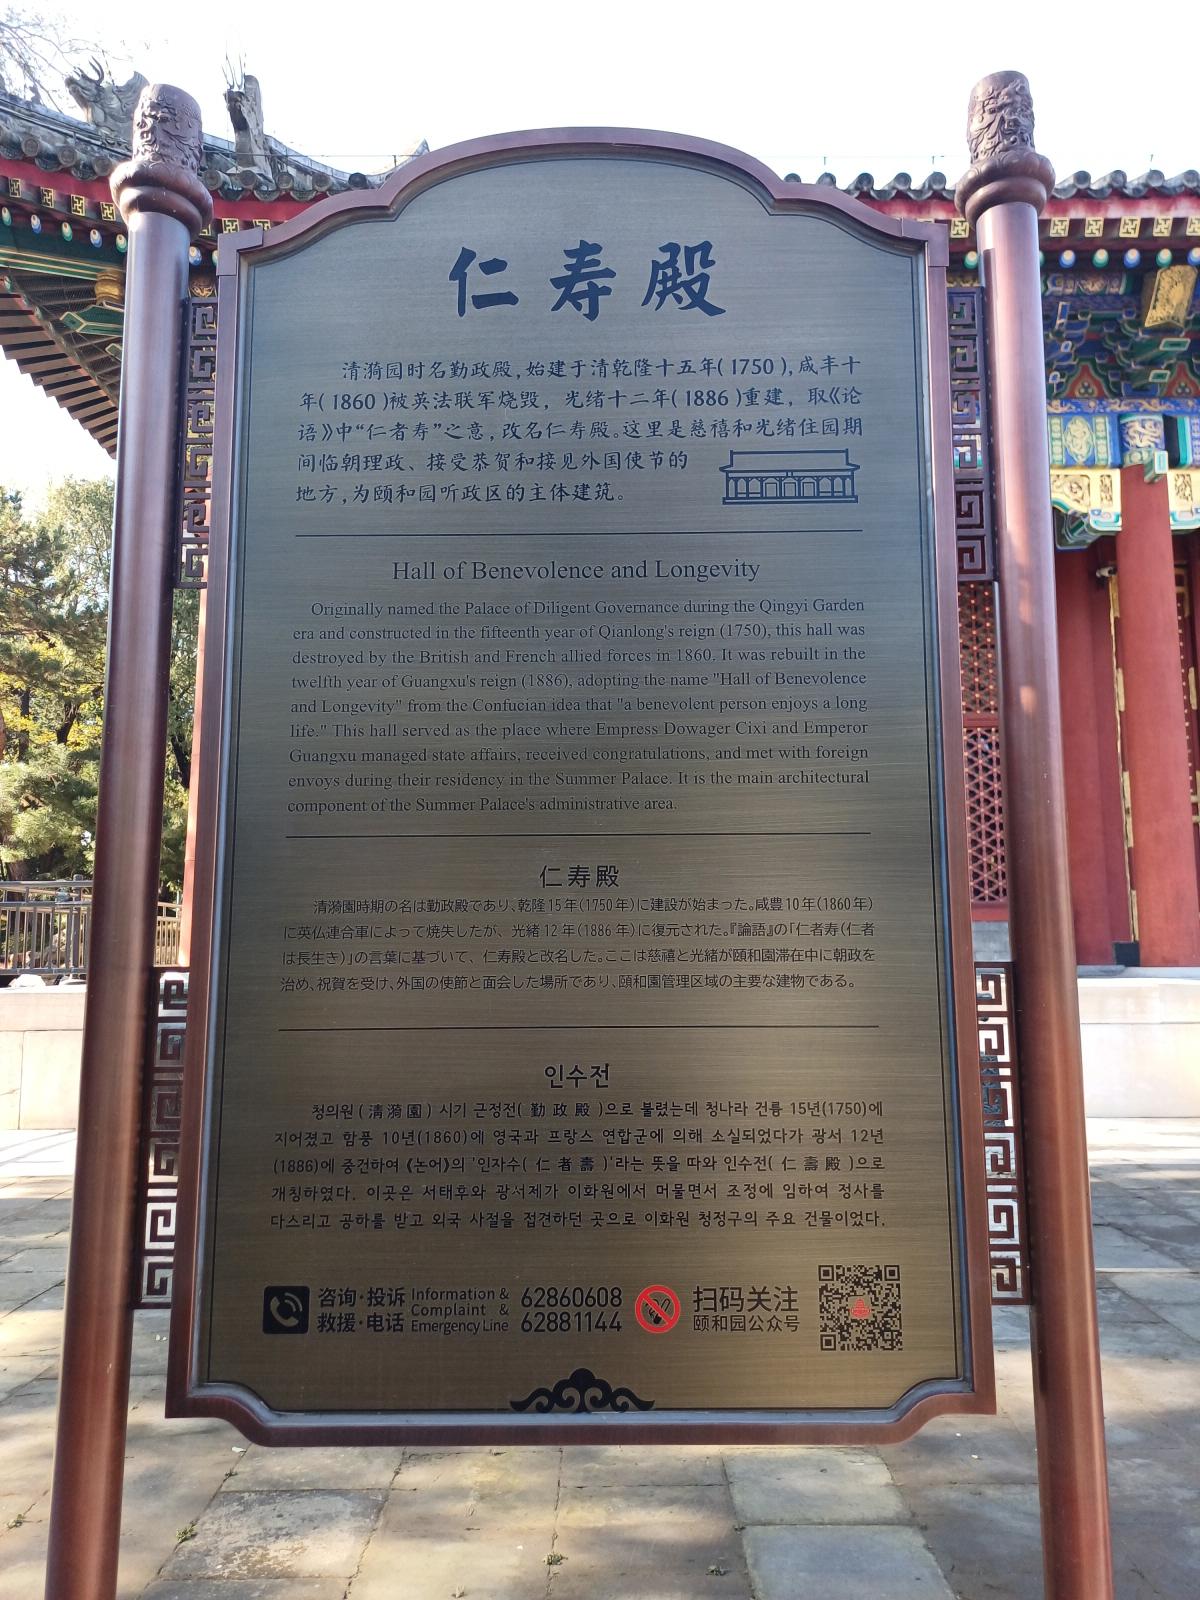 仁寿殿
清漪园时名勤政殿,始建于清乾隆十五年(1750),咸丰十
年(1860)被英法联军烧毁,光绪十二年(1886)重建,取《论
语》中“仁者寿”之意,改名仁寿殿。这里是慈禧和光绪住园期
间临朝理政、接受恭贺和接见外国使节的
地方,为颐和园听政区的主体建筑。
Hall of Benevolence and Longevity
Originally named the Palace of Diligent Governance during the Qingyi Garden
era and constructed in the fifteenth year of Qianlong's reign (1750), this hall was
destroyed by the British and French allied forces in 1860. It was rebuilt in the
twelfth year of Guangxu's reign (1886), adopting the name "Hall of Benevolence
and Longevity" from the Confucian idea that "a benevolent person enjoys a long
life." This hall served as the place where Empress Dowager Cixi and Emperor
Guangxu managed state affairs, received congratulations, and met with foreign
envoys during their residency in the Summer Palace. It is the main architectural
component of the Summer Palace's administrative area.
仁寿殿
清漪園時期の名は勤政殿であり、乾隆15年(1750年)に建設が始まった。咸豊10年(1860年)
に英仏連合軍によって焼失したが、光緒12年(1886年)に復元された。『論語』の「仁者寿(仁者
は長生き)」の言葉に基づいて、仁寿殿と改名した。ここは慈禧と光緒が頤和園滞在中に朝政を
治め、祝賀を受け、外国の使節と面会した場所であり、頤和園管理区域の主要な建物である。
인수전
청의원(清漪園) 시기 근정전(勤政殿)으로 불렸는데 청나라 건륭 15년(1750)에
지어졌고 함풍 10년(1860)에 영국과 프랑스 연합군에 의해 소실되었다가 광서 12년
(1886)에 중건하여 《논어》의 '인자수(仁者壽)'라는 뜻을 따와 인수전(仁壽殿)으로
개칭하였다. 이곳은 서태후와 광서제가 이화원에서 머물면서 조정에 임하여 정사를
다스리고 공하를 받고 외국 사절을 접견하던 곳으로 이화원 청정구의 주요 건물이었다.
咨询·投诉 Information & 62860608 扫码关注
救援·电话 Complaint & Emergency Line 62881144 颐和园公众号